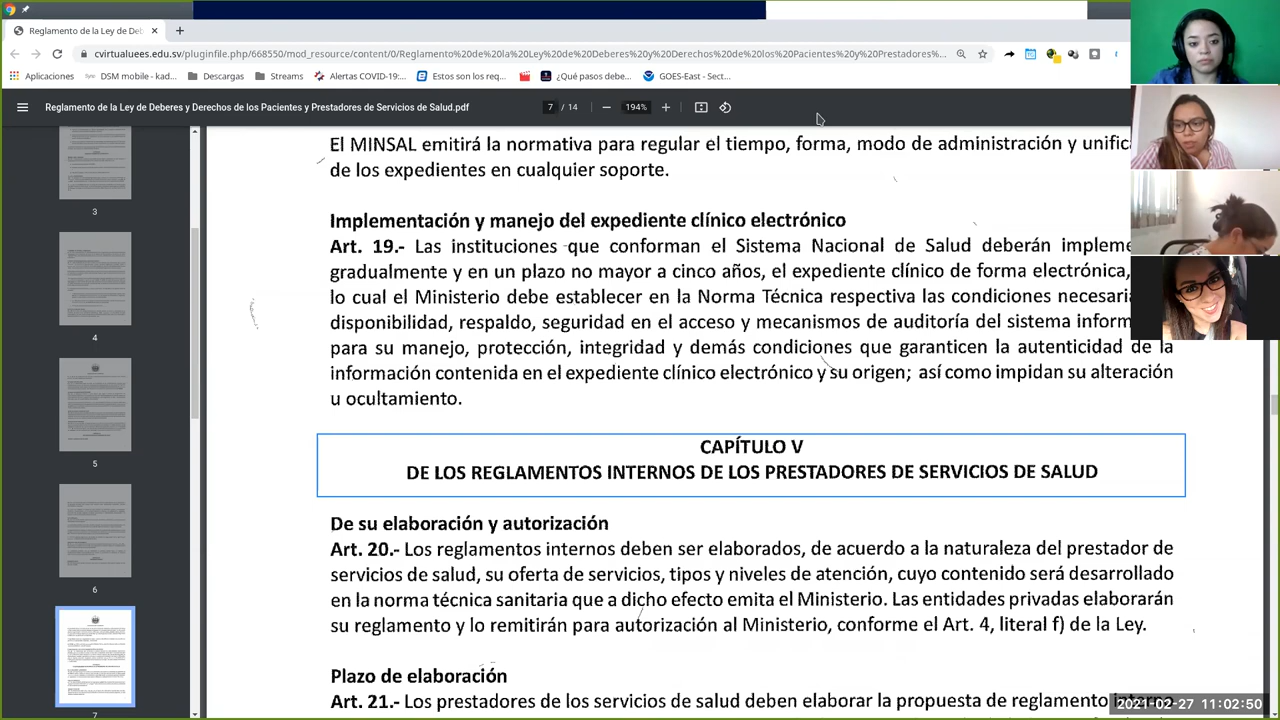 Reglamento de la Ley de Deb
cvirtualuees.edu.sv/pluginfile.php/668550/mod_resource/content/0/Reglamento%20de%20la%20Ley%20de%20Deberes%20y%20Derechos%20de%20los%20Pacientes%20y%20Prestadores%...
Aplicaciones DSM mobile - kad... Descargas Streams Alertas COVID-19:... Estos son los req... ¿Qué pasos debe... GOES-East - Sect...
Reglamento de la Ley de Deberes y Derechos de los Pacientes y Prestadores de Servicios de Salud.pdf 7 / 14 194%
3
4
5
6
7
El MINSAL emitirá la normativa para regular el tiempo, forma, modo de administración y unific
de los expedientes en cualquier soporte.
Implementación y manejo del expediente clínico electrónico
Art. 19.- Las instituciones que conforman el Sistema Nacional de Salud deberán impleme
gradualmente y en un plazo no mayor a cinco años, el expediente clínico de forma electrónica,
lo cual el Ministerio debe establecer en la Norma Técnica respectiva las condiciones necesari
disponibilidad, respaldo, seguridad en el acceso y mecanismos de auditoría del sistema inform
para su manejo, protección, integridad y demás condiciones que garanticen la autenticidad de la
información contenida en el expediente clínico electrónico y su origen; así como impidan su alteración
u ocultamiento.
CAPÍTULO V
DE LOS REGLAMENTOS INTERNOS DE LOS PRESTADORES DE SERVICIOS DE SALUD
De su elaboración y autorización
Art. 20.- Los reglamentos internos deben ser elaborados, de acuerdo a la naturaleza del prestador de
servicios de salud, su oferta de servicios, tipos y niveles de atención, cuyo contenido será desarrollado
en la norma técnica sanitaria que a dicho efecto emita el Ministerio. Las entidades privadas elaborarán
su reglamento y lo remitirán para autorización al Ministerio, conforme el Art. 4, literal f) de la Ley.
Plazo de elaboración
Art. 21.- Los prestadores de los servicios de salud deben elaborar la propuesta de reglamento interno
2021-02-27 11:02:50